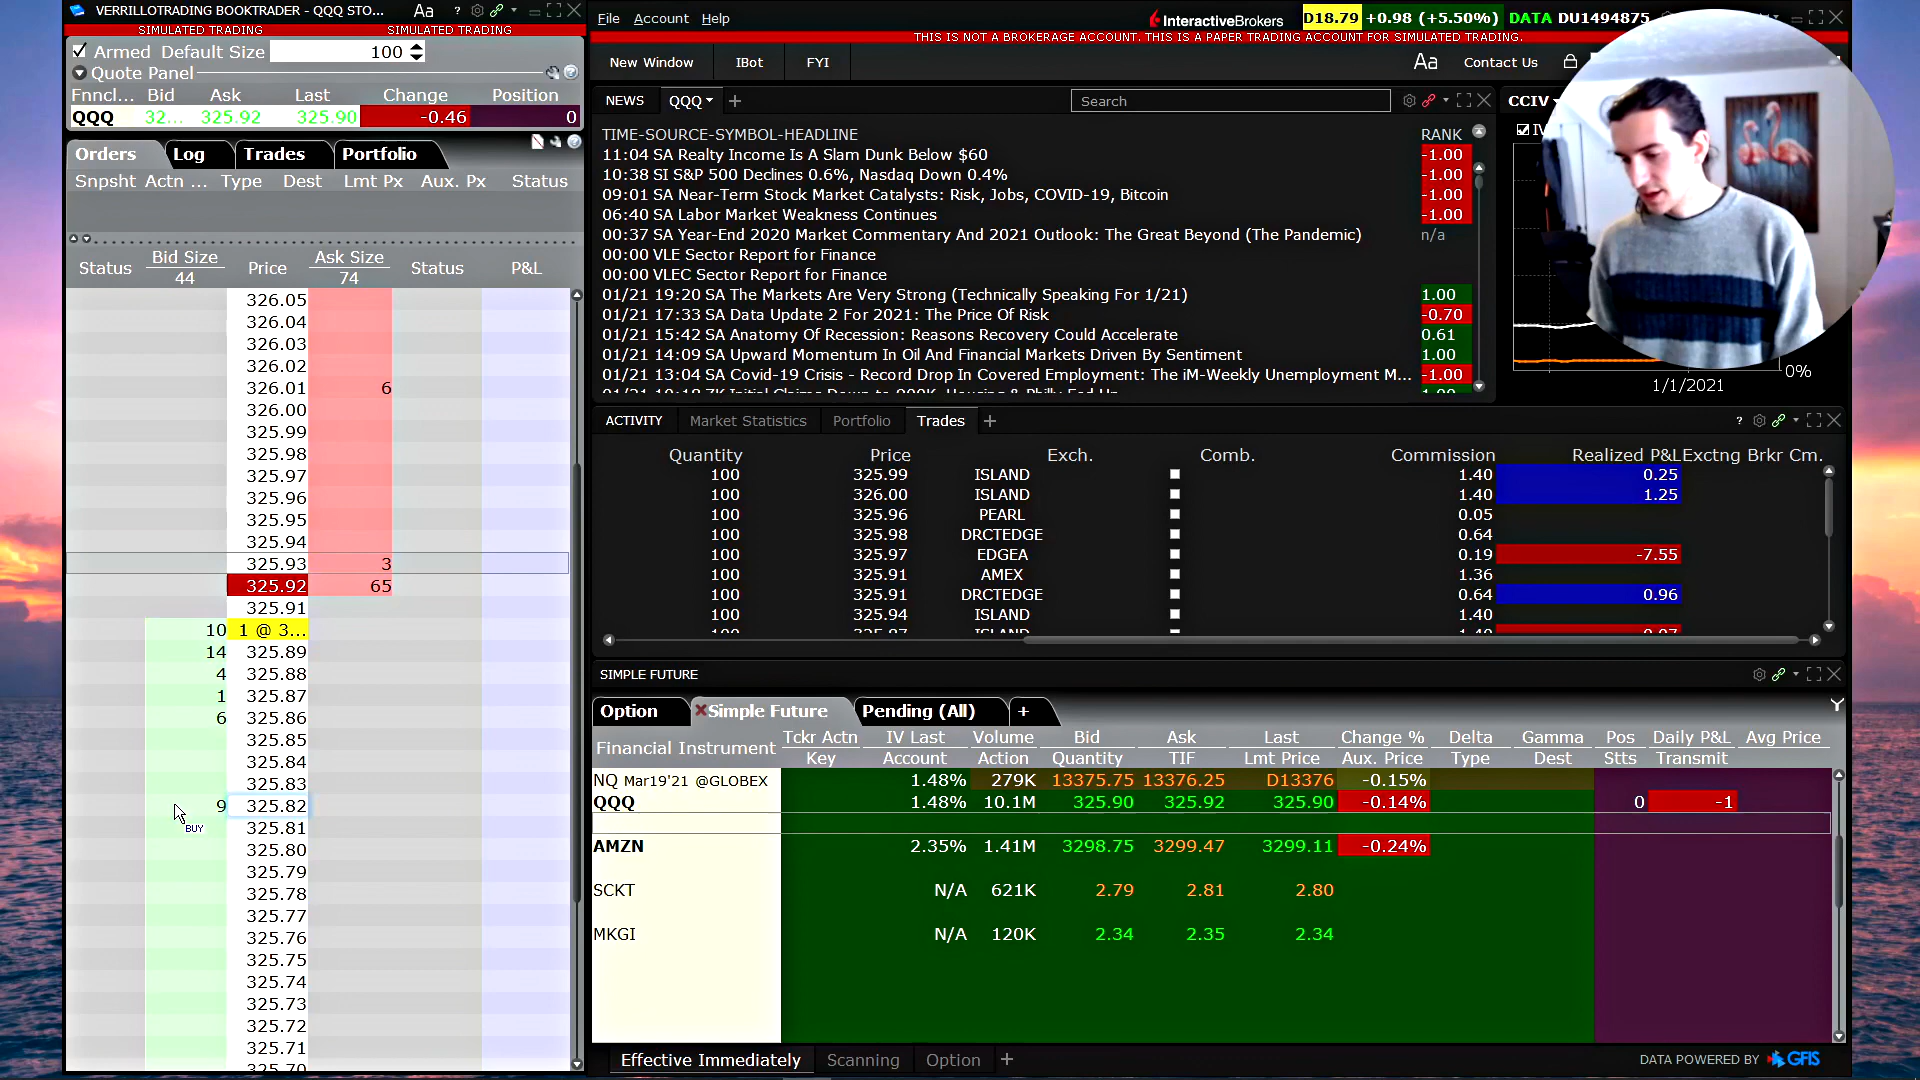 VERRILLOTRADING BOOKTRADER - QQQ STO...
Aa ?
SIMULATED TRADING SIMULATED TRADING
Armed Default Size 100
Quote Panel
Fnncl... Bid Ask Last Change Position
QQQ 32... 325.92 325.90 -0.46 0
Orders Log Trades Portfolio
Snpsht Actn ... Type Dest Lmt Px Aux. Px Status
Status Bid Size Price Ask Size Status P&L
44 74
326.05
326.04
326.03
326.02
326.01 6
326.00
325.99
325.98
325.97
325.96
325.95
325.94
325.93 3
325.92 65
325.91
10 1 @ 3...
14 325.89
4 325.88
1 325.87
6 325.86
325.85
325.84
325.83
9 325.82
BUY
325.81
325.80
325.79
325.78
325.77
325.76
325.75
325.74
325.73
325.72
325.71
325.70
File Account Help
InteractiveBrokers
D18.79 +0.98 (+5.50%) DATA DU1494875
THIS IS NOT A BROKERAGE ACCOUNT. THIS IS A PAPER TRADING ACCOUNT FOR SIMULATED TRADING.
New Window IBot FYI Aa Contact Us
NEWS QQQ + Search
TIME-SOURCE-SYMBOL-HEADLINE RANK
11:04 SA Realty Income Is A Slam Dunk Below $60 -1.00
10:38 SI S&P 500 Declines 0.6%, Nasdaq Down 0.4% -1.00
09:01 SA Near-Term Stock Market Catalysts: Risk, Jobs, COVID-19, Bitcoin -1.00
06:40 SA Labor Market Weakness Continues -1.00
00:37 SA Year-End 2020 Market Commentary And 2021 Outlook: The Great Beyond (The Pandemic) n/a
00:00 VLE Sector Report for Finance
00:00 VLEC Sector Report for Finance
01/21 19:20 SA The Markets Are Very Strong (Technically Speaking For 1/21) 1.00
01/21 17:33 SA Data Update 2 For 2021: The Price Of Risk -0.70
01/21 15:42 SA Anatomy Of Recession: Reasons Recovery Could Accelerate 0.61
01/21 14:09 SA Upward Momentum In Oil And Financial Markets Driven By Sentiment 1.00
01/21 13:04 SA Covid-19 Crisis - Record Drop In Covered Employment: The iM-Weekly Unemployment M... -1.00
CCIV
IV
0%
1/1/2021
ACTIVITY Market Statistics Portfolio Trades + ?
Quantity Price Exch. Comb. Commission Realized P&L Exctng Brkr Cm.
100 325.99 ISLAND 1.40 0.25
100 326.00 ISLAND 1.40 1.25
100 325.96 PEARL 0.05
100 325.98 DRCTEDGE 0.64
100 325.97 EDGEA 0.19 -7.55
100 325.91 AMEX 1.36
100 325.91 DRCTEDGE 0.64 0.96
100 325.94 ISLAND 1.40
SIMPLE FUTURE
Option Simple Future Pending (All) +
Financial Instrument Tckr Actn IV Last Volume Bid Ask Last Change % Delta Gamma Pos Daily P&L Avg Price
Key Account Action Quantity TIF Lmt Price Aux. Price Type Dest Stts Transmit
NQ Mar19'21 @GLOBEX 1.48% 279K 13375.75 13376.25 D13376 -0.15%
QQQ 1.48% 10.1M 325.90 325.92 325.90 -0.14% 0 -1
AMZN 2.35% 1.41M 3298.75 3299.47 3299.11 -0.24%
SCKT N/A 621K 2.79 2.81 2.80
MKGI N/A 120K 2.34 2.35 2.34
Effective Immediately Scanning Option +
DATA POWERED BY GFIS